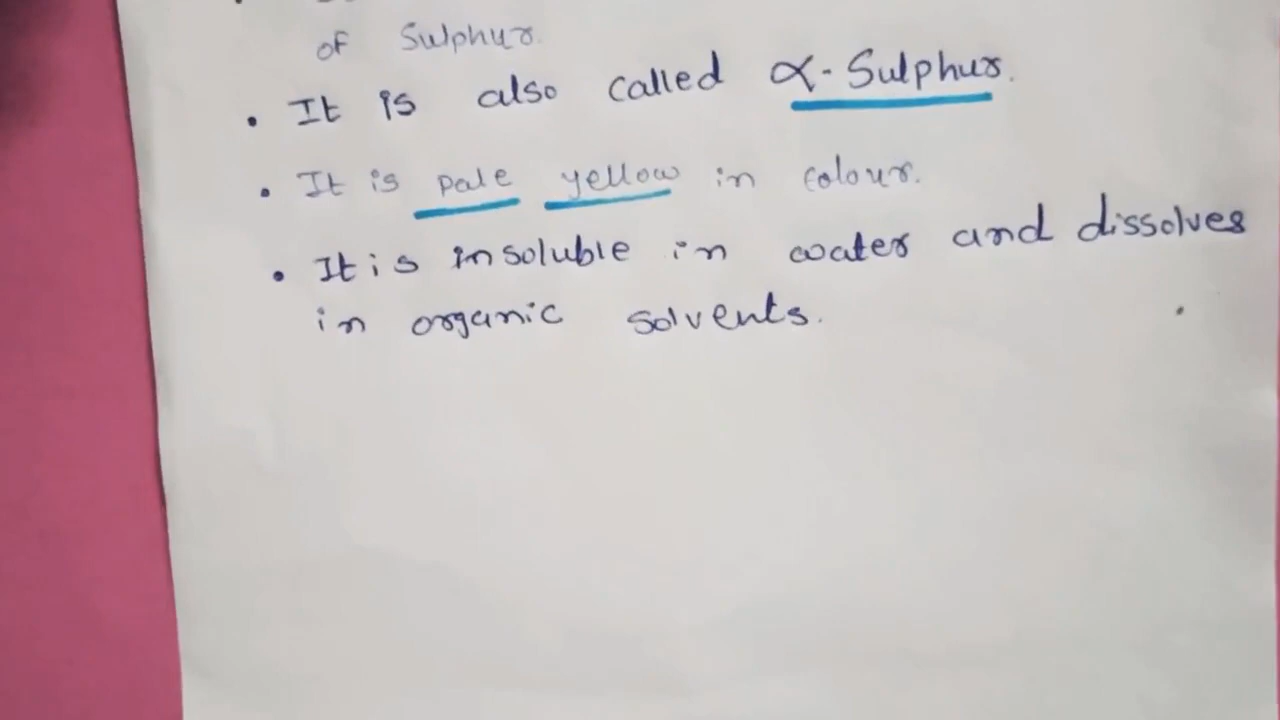 of Sulphur.
• It is also called α-Sulphur.
• It is pale yellow in colour.
• It is insoluble in water and dissolves
in organic solvents.